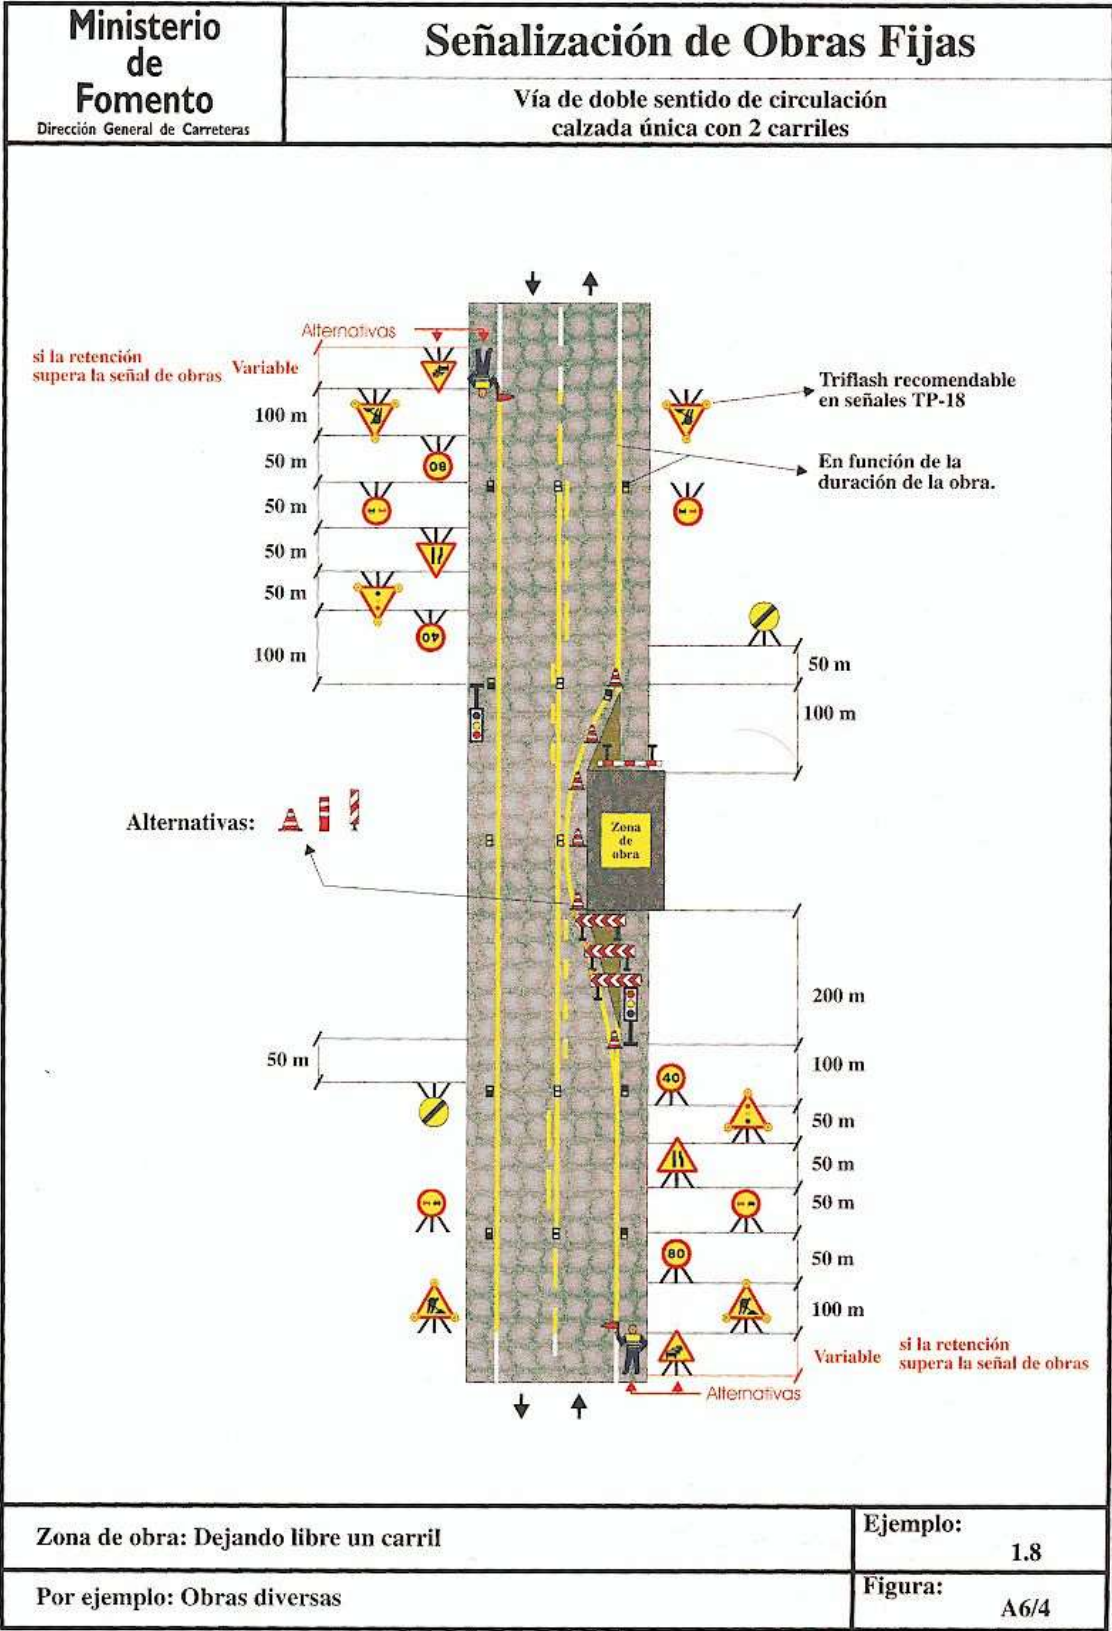 Ministerio
de
Fomento
Dirección General de Carreteras
Señalización de Obras Fijas
Vía de doble sentido de circulación
calzada única con 2 carriles
Alternativas
si la retención
supera la señal de obras
Variable
100 m
50 m
50 m
50 m
50 m
100 m
80
40
Triflash recomendable
en señales TP-18
En función de la
duración de la obra.
50 m
100 m
Alternativas:
Zona
de
obra
200 m
50 m
100 m
40
50 m
50 m
50 m
80
50 m
100 m
Variable
si la retención
supera la señal de obras
Alternativas
Zona de obra: Dejando libre un carril
Ejemplo:
1.8
Por ejemplo: Obras diversas
Figura:
A6/4